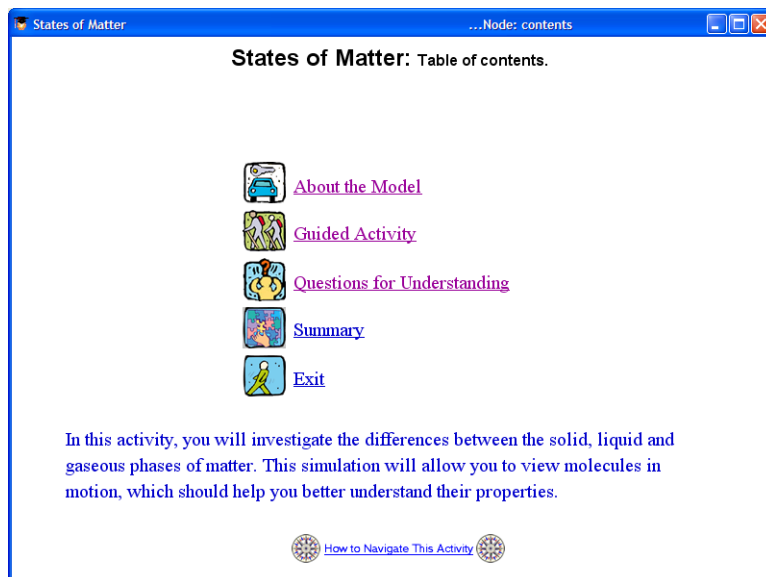 States of Matter ...Node: contents
States of Matter: Table of contents.
About the Model
Guided Activity
Questions for Understanding
Summary
Exit
In this activity, you will investigate the differences between the solid, liquid and
gaseous phases of matter. This simulation will allow you to view molecules in
motion, which should help you better understand their properties.
How to Navigate This Activity